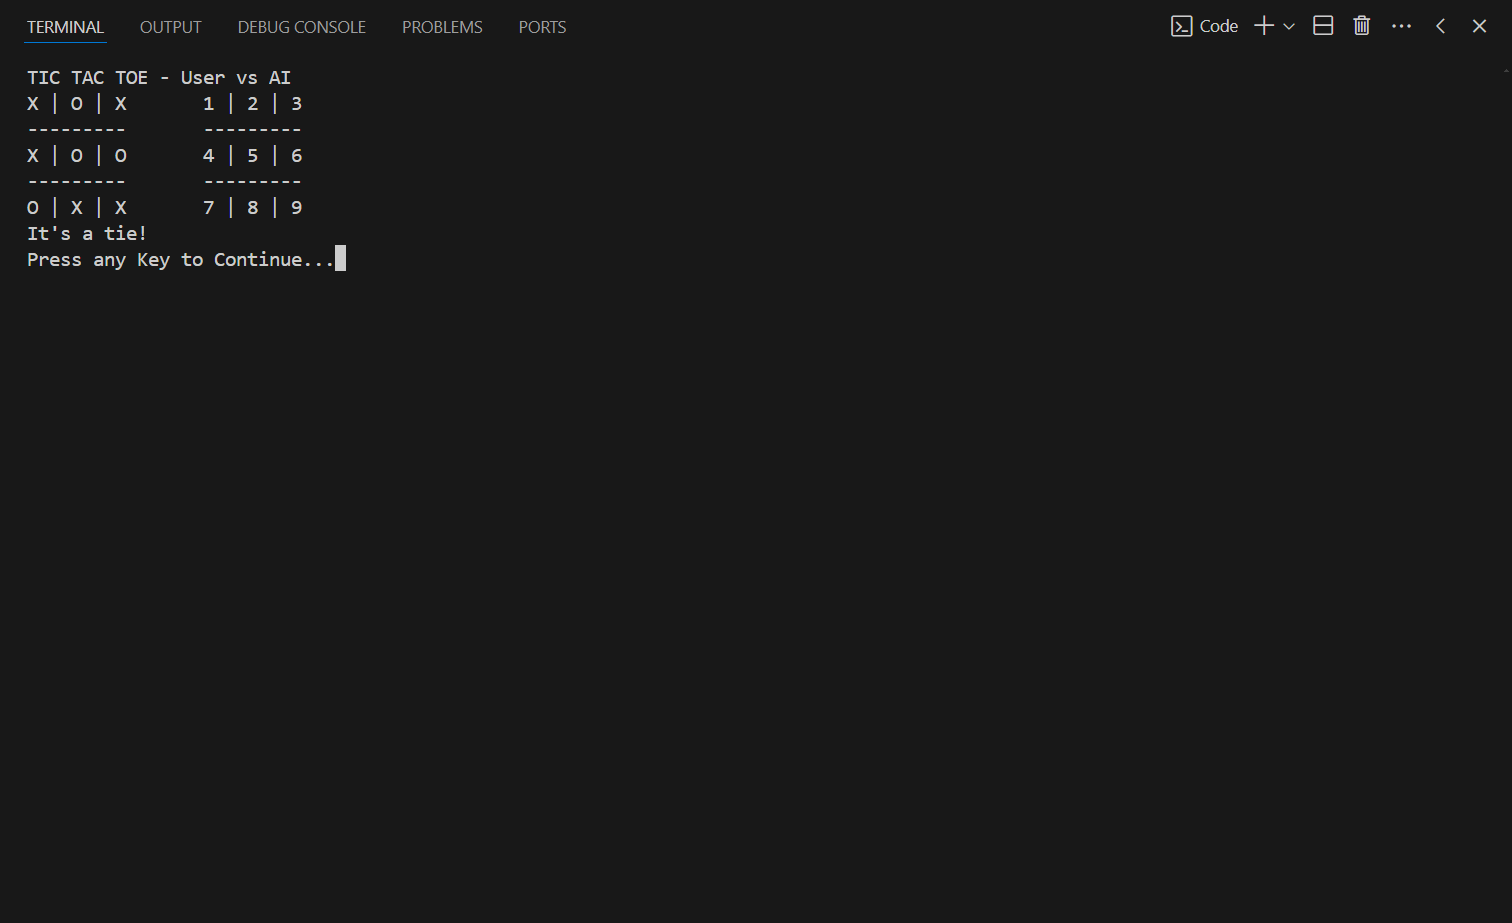 TERMINAL OUTPUT DEBUG CONSOLE PROBLEMS PORTS Code
TIC TAC TOE - User vs AI
X | O | X       1 | 2 | 3
---------       ---------
X | O | O       4 | 5 | 6
---------       ---------
O | X | X       7 | 8 | 9
It's a tie!
Press any Key to Continue...